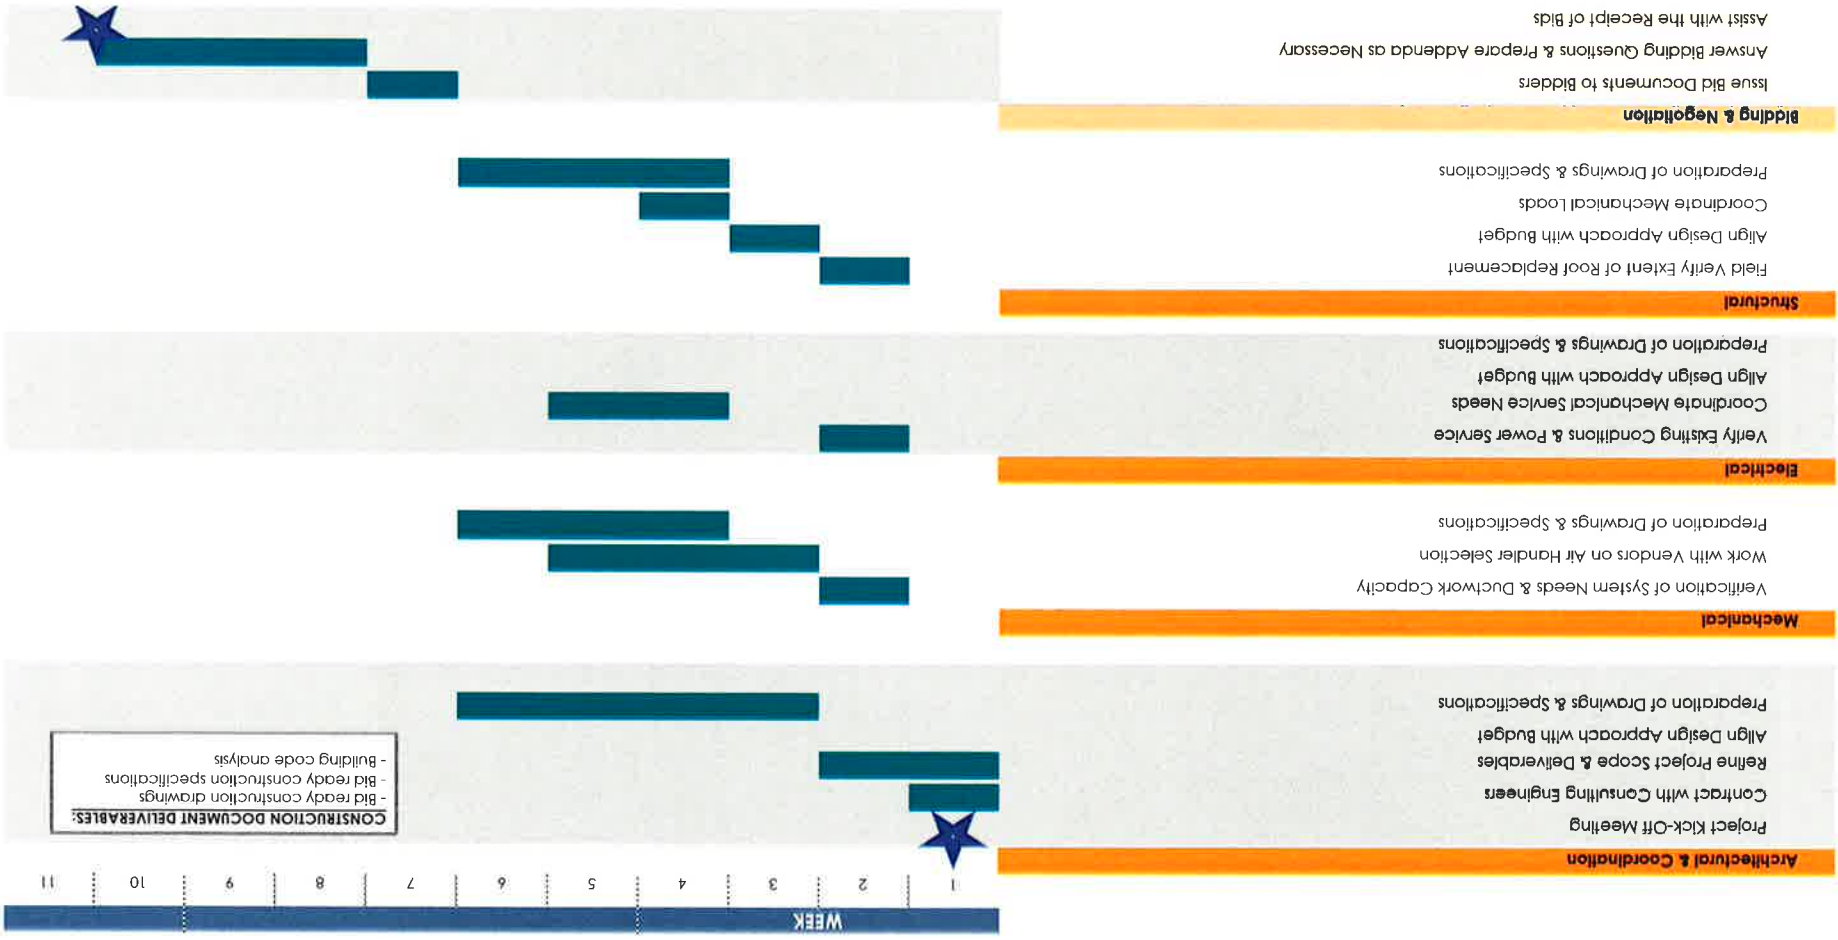 WEEK
1 2 3 4 5 6 7 8 9 10 11
Architectural & Coordination
Project Kick-Off Meeting
Contract with Consulting Engineers
Refine Project Scope & Deliverables
Align Design Approach with Budget
Preparation of Drawings & Specifications
CONSTRUCTION DOCUMENT DELIVERABLES:
- Bid ready construction drawings
- Bid ready construction specifications
- Building code analysis
Mechanical
Verification of System Needs & Ductwork Capacity
Work with Vendors on Air Handler Selection
Preparation of Drawings & Specifications
Electrical
Verify Existing Conditions & Power Service
Coordinate Mechanical Service Needs
Align Design Approach with Budget
Preparation of Drawings & Specifications
Structural
Field Verify Extent of Roof Replacement
Align Design Approach with Budget
Coordinate Mechanical Loads
Preparation of Drawings & Specifications
Bidding & Negotiation
Issue Bid Documents to Bidders
Answer Bidding Questions & Prepare Addenda as Necessary
Assist with the Receipt of Bids